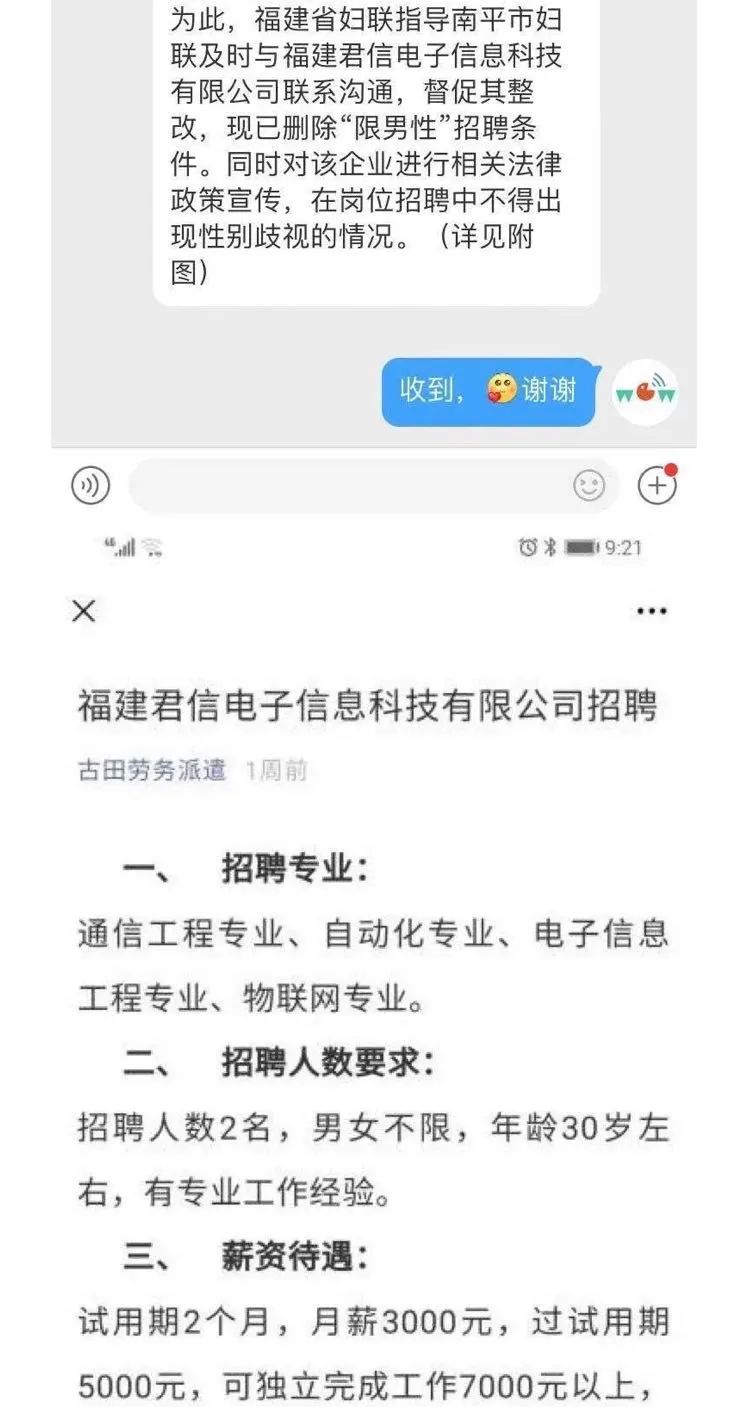 为此，福建省妇联指导南平市妇
联及时与福建君信电子信息科技
有限公司联系沟通，督促其整
改，现已删除“限男性”招聘条
件。同时对该企业进行相关法律
政策宣传，在岗位招聘中不得出
现性别歧视的情况。（详见附
图）
收到，谢谢
WOW
46 9:21
福建君信电子信息科技有限公司招聘
古田劳务派遣 1周前
一、 招聘专业：
通信工程专业、自动化专业、电子信息
工程专业、物联网专业。
二、 招聘人数要求：
招聘人数2名，男女不限，年龄30岁左
右，有专业工作经验。
三、 薪资待遇：
试用期2个月，月薪3000元，过试用期
5000元，可独立完成工作7000元以上，